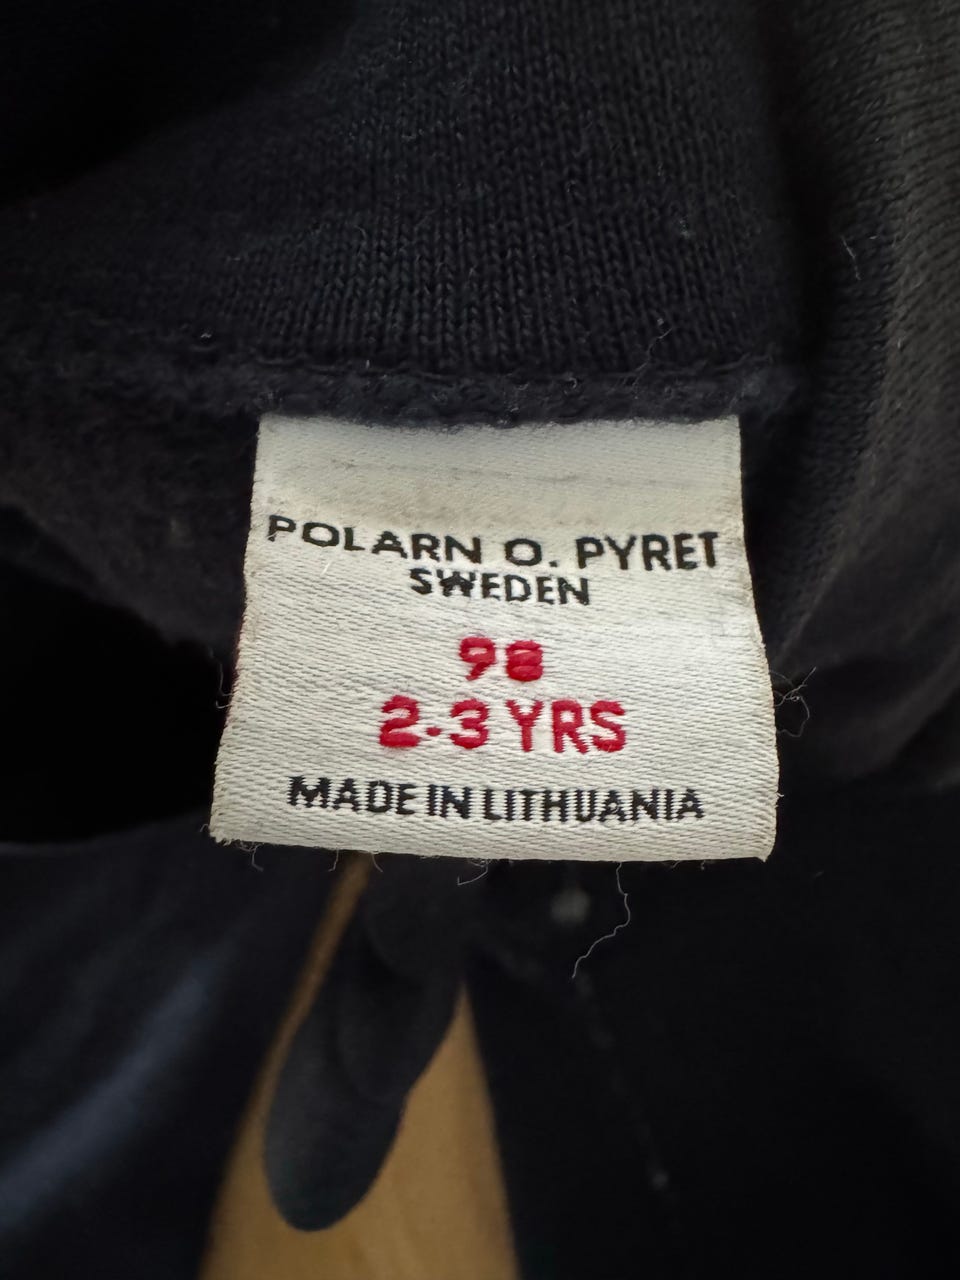 POLARN O. PYRET
SWEDEN
98
2-3 YRS
MADE IN LITHUANIA